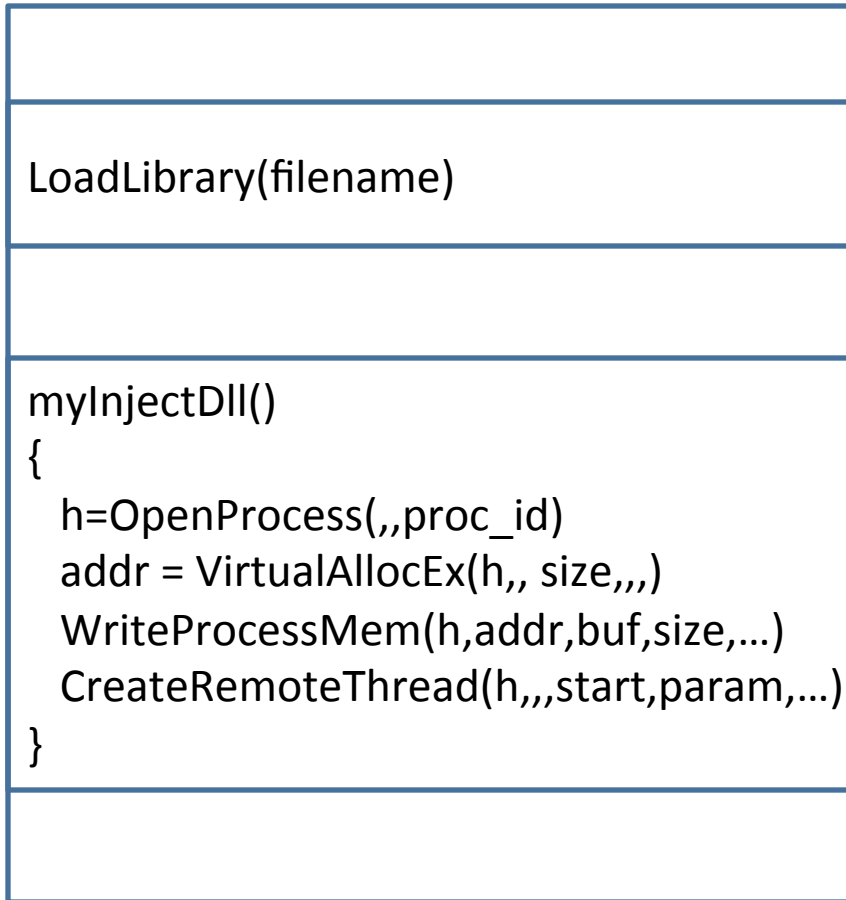 LoadLibrary(filename)
myInjectDll()
{
h=OpenProcess(,,proc_id)
addr = VirtualAllocEx(h,, size,,,)
WriteProcessMem(h,addr,buf,size,…)
CreateRemoteThread(h,,,start,param,…)
}